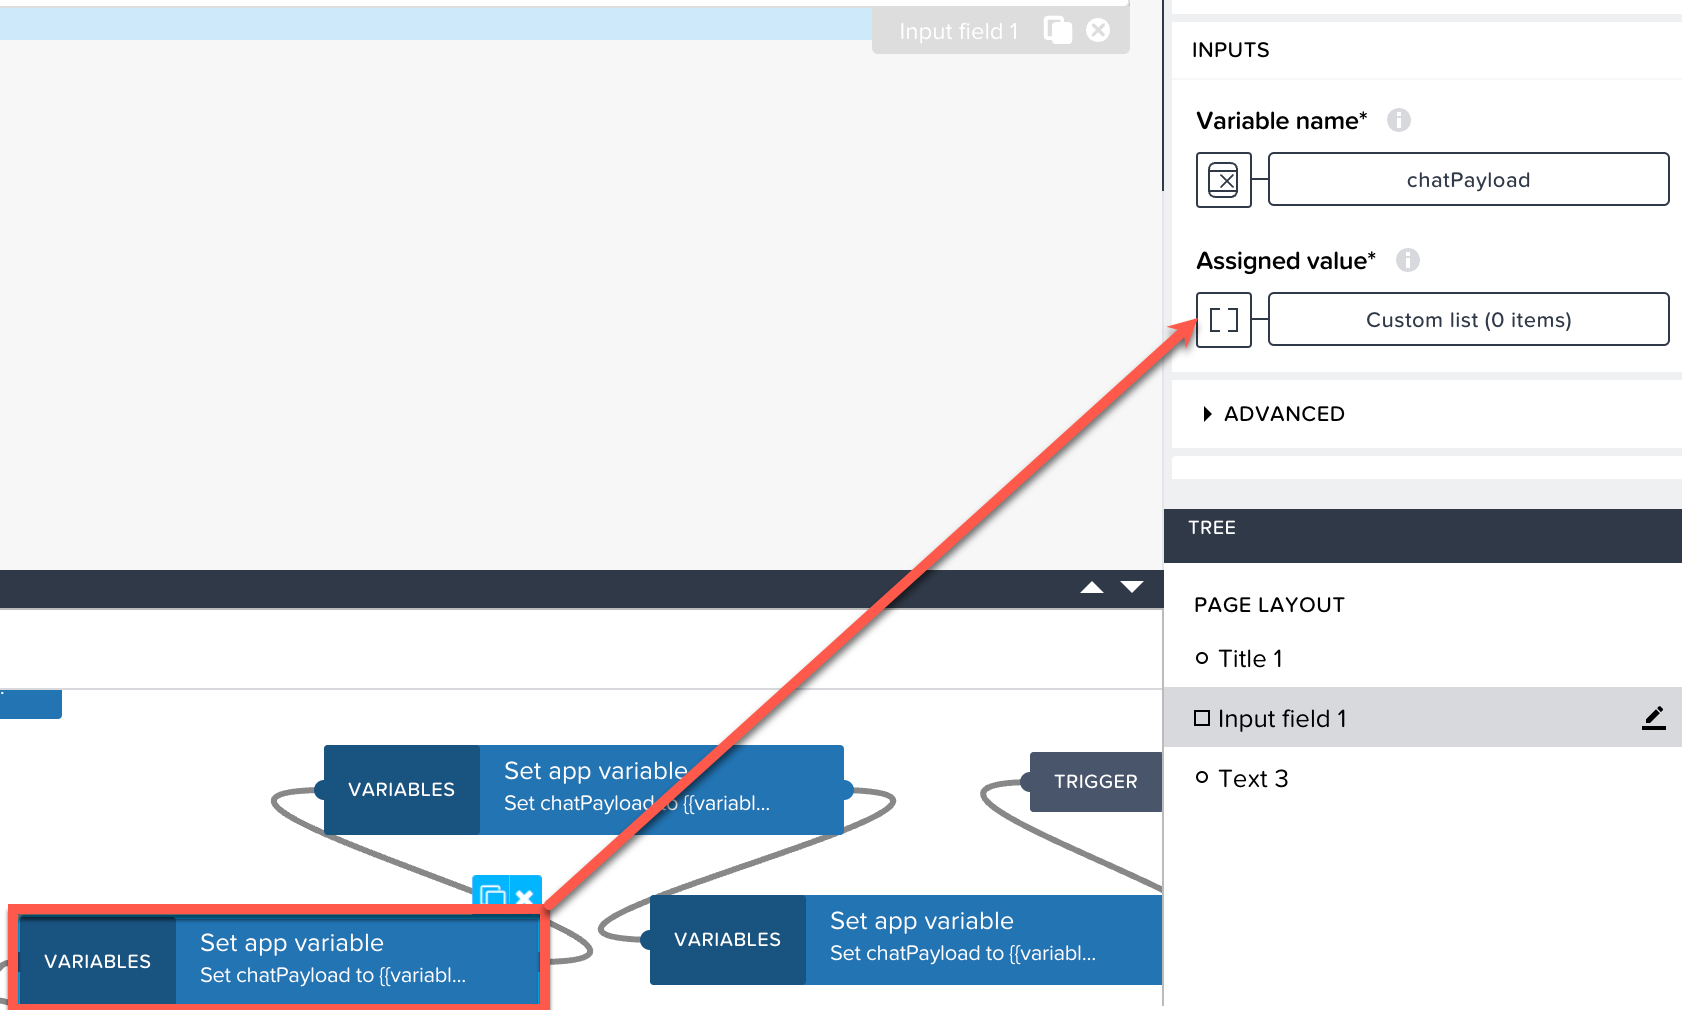 Input field 1
INPUTS
Variable name*
chatPayload
Assigned value*
Custom list (0 items)
ADVANCED
TREE
PAGE LAYOUT
Title 1
Input field 1
Text 3
VARIABLES
Set app variable
Set chatPayload to {{variabl...
TRIGGER
VARIABLES
Set app variable
Set chatPayload to {{variabl...
VARIABLES
Set app variable
Set chatPayload to {{variabl...